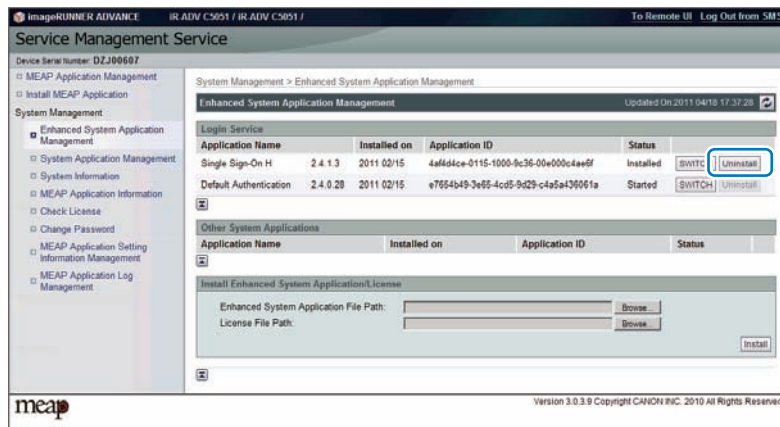 imageRUNNER ADVANCE iR-ADV C5051 / iR-ADV C5051 / To Remote UI Log Out from SMS
Service Management Service
Device Serial Number: DZJ00607
MEAP Application Management
Install MEAP Application
System Management
Enhanced System Application Management
System Application Management
System Information
MEAP Application Information
Check License
Change Password
MEAP Application Setting Information Management
MEAP Application Log Management
System Management > Enhanced System Application Management
Enhanced System Application Management Updated On:2011 04/18 17:37:28
Login Service
Application Name Installed on Application ID Status
Single Sign-On H 2.4.1.3 2011 02/15 4af4d4ce-0115-1000-9c36-00e000c4ae6f Installed Uninstall
Default Authentication 2.4.0.28 2011 02/15 e7654b49-3e65-4cd5-9d29-c4a5a436061a Started SWITCH Uninstall
Other System Applications
Application Name Installed on Application ID Status
Install Enhanced System Application/License
Enhanced System Application File Path: Browse...
License File Path: Browse...
Install
meap
Version 3.0.3.9 Copyright CANON INC. 2010 All Rights Reserved